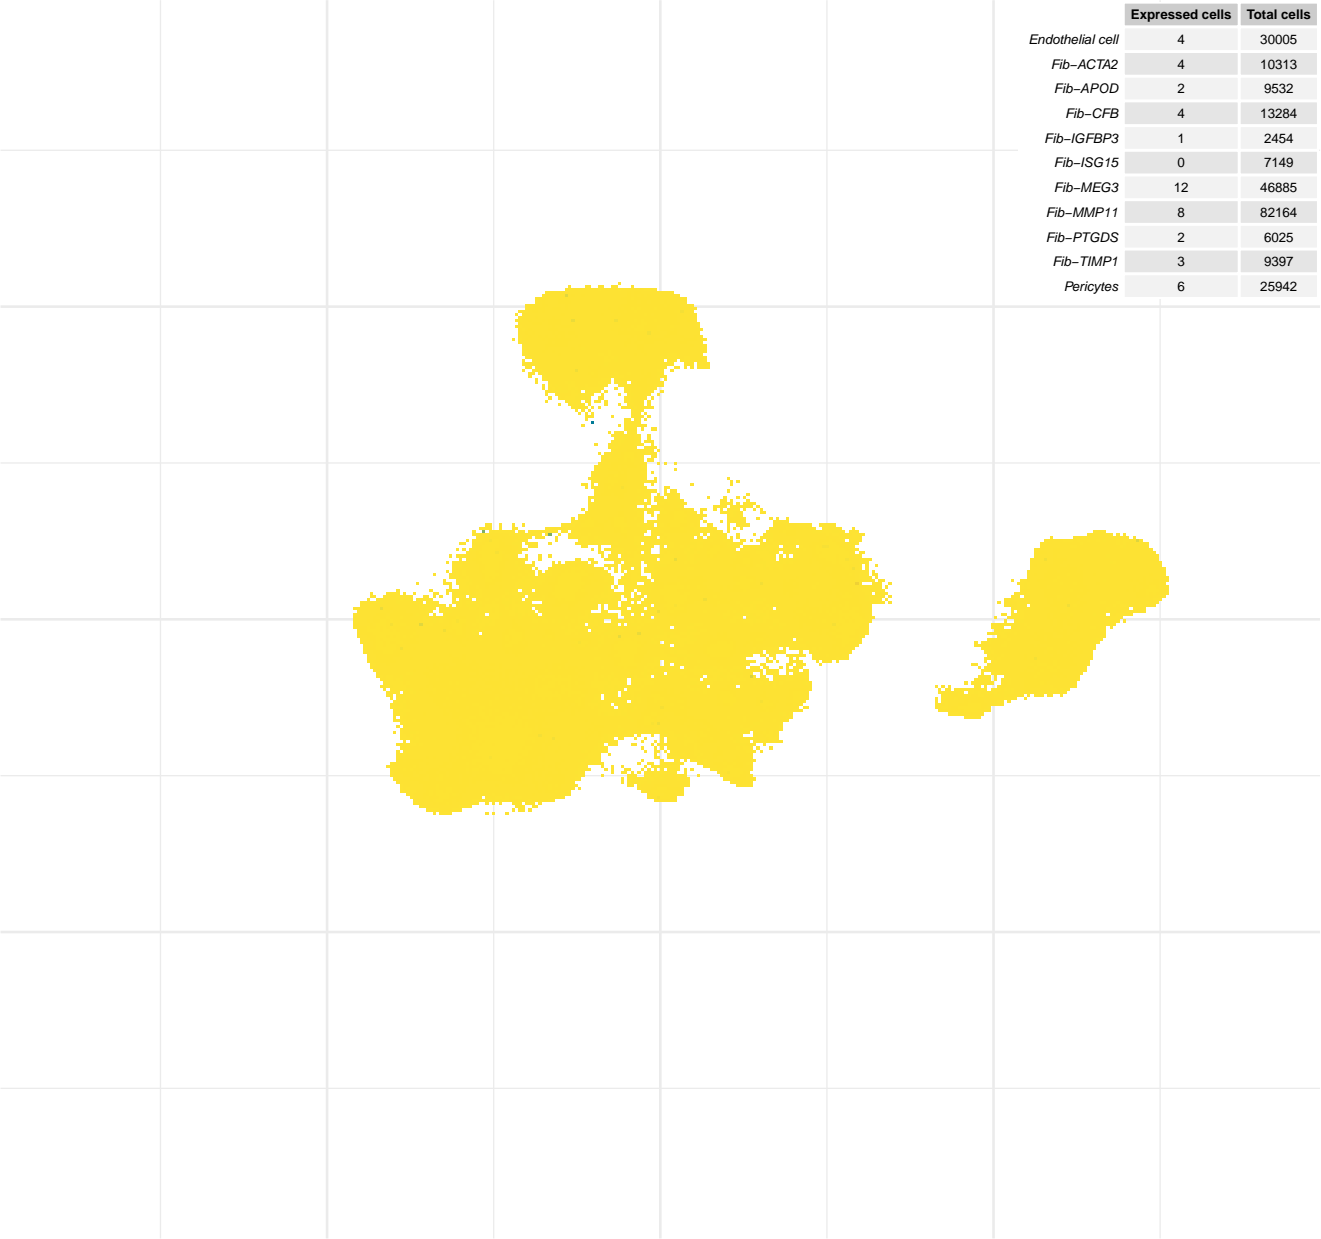 Expressed cells Total cells
Endothelial cell 4 30005
Fib−ACTA2 4 10313
Fib−APOD 2 9532
Fib−CFB 4 13284
Fib−IGFBP3 1 2454
Fib−ISG15 0 7149
Fib−MEG3 12 46885
Fib−MMP11 8 82164
Fib−PTGDS 2 6025
Fib−TIMP1 3 9397
Pericytes 6 25942